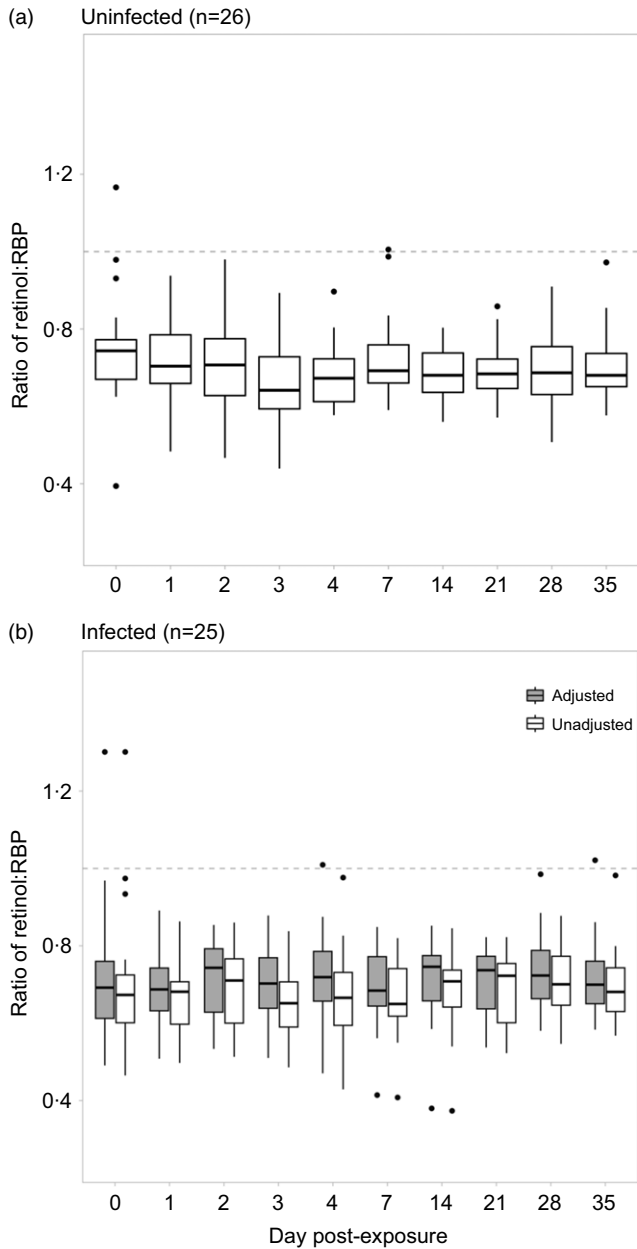 (a) Uninfected (n=26)
Ratio of retinol:RBP
1·2
0·8
0·4
0 1 2 3 4 7 14 21 28 35
(b) Infected (n=25)
Adjusted
Unadjusted
Ratio of retinol:RBP
1·2
0·8
0·4
0 1 2 3 4 7 14 21 28 35
Day post-exposure